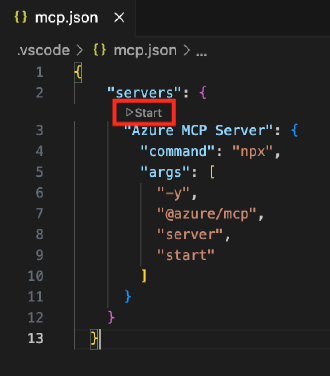 {} mcp.json ×
.vscode > {} mcp.json > ...
1 {
2 "servers": {
▷Start
3 "Azure MCP Server": {
4 "command": "npx",
5 "args": [
6 "-y",
7 "@azure/mcp",
8 "server",
9 "start"
10 ]
11 }
12 }
13 }